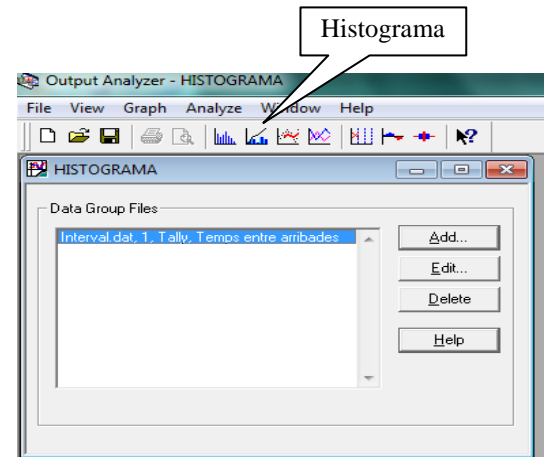 Histograma
Output Analyzer - HISTOGRAMA
File View Graph Analyze Window Help
HISTOGRAMA
Data Group Files
Interval.dat, 1, Tally, Temps entre arribades
Add...
Edit...
Delete
Help